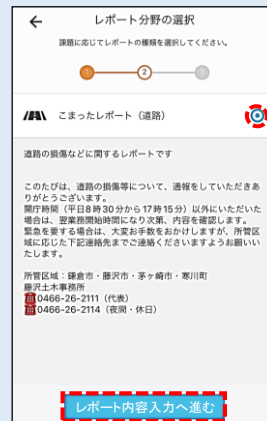 レポート分野の選択
課題に応じてレポートの種類を選択してください。
1 2 3
こまったレポート（道路）
道路の損傷などに関するレポートです
このたびは、道路の損傷等について、通報をしていただきあ
りがとうございます。
開庁時間（平日8時30分から17時15分）以外にいただいた
場合は、翌業務開始時間になり次第、内容を確認します。
緊急を要する場合は、大変お手数をおかけしますが、所管区
域に応じた下記連絡先までご連絡くださいますようお願いい
たします。
所管区域：鎌倉市・藤沢市・茅ヶ崎市・寒川町
藤沢土木事務所
☎0466-26-2111（代表）
☎0466-26-2114（夜間・休日）
レポート内容入力へ進む